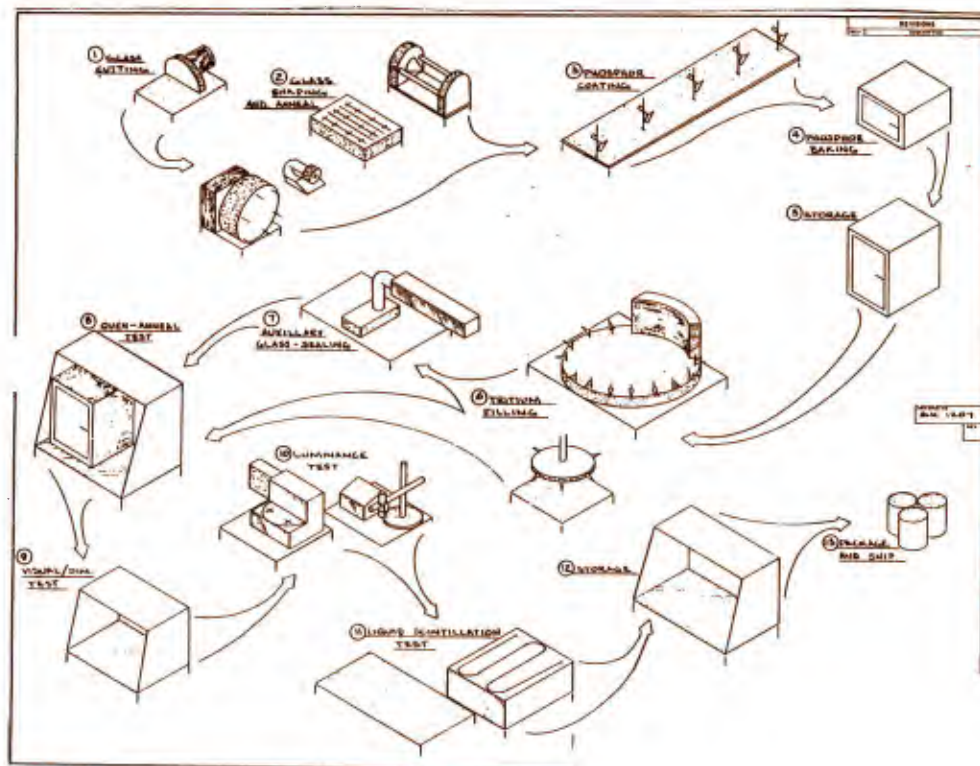 REVISIONS
① GLASS
CUTTING
② GLASS
SHAPING
AND ANNEAL
③ PHOSPHOR
COATING
④ PHOSPHOR
BAKING
⑤ STORAGE
⑥ TRITIUM
FILLING
⑦
AUXILLARY
GLASS-SEALING
⑧ OVEN-ANNEAL
TEST
⑨
VISUAL/DIM.
TEST
⑩ LUMINANCE
TEST
⑪ LIQUID SCINTILLATION
TEST
⑫ STORAGE
⑬ PACKAGE
AND SHIP